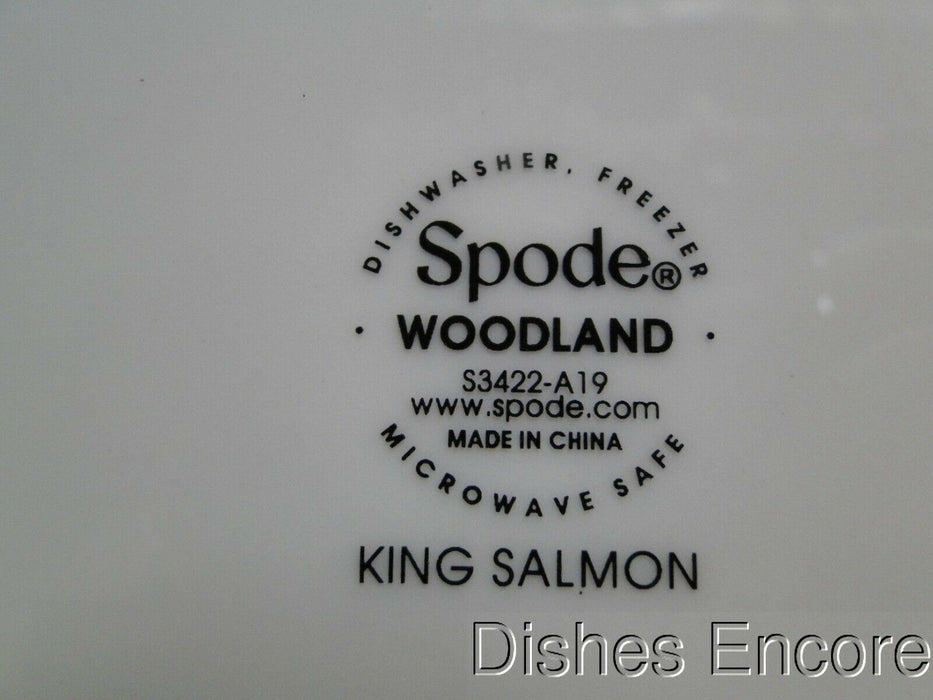 DISHWASHER, FREEZER
Spode®
· WOODLAND ·
S3422-A19
www.spode.com
MADE IN CHINA
MICROWAVE SAFE
KING SALMON
Dishes Encore